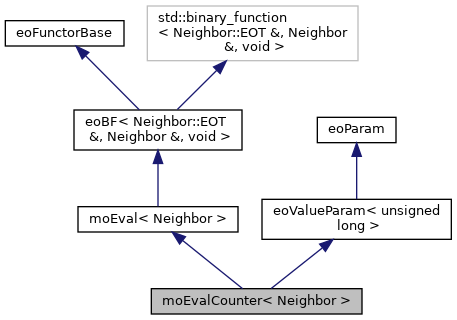 eoFunctorBase
std::binary_function
< Neighbor::EOT &, Neighbor
&, void >
eoBF< Neighbor::EOT
&, Neighbor &, void >
eoParam
moEval< Neighbor >
eoValueParam< unsigned
long >
moEvalCounter< Neighbor >